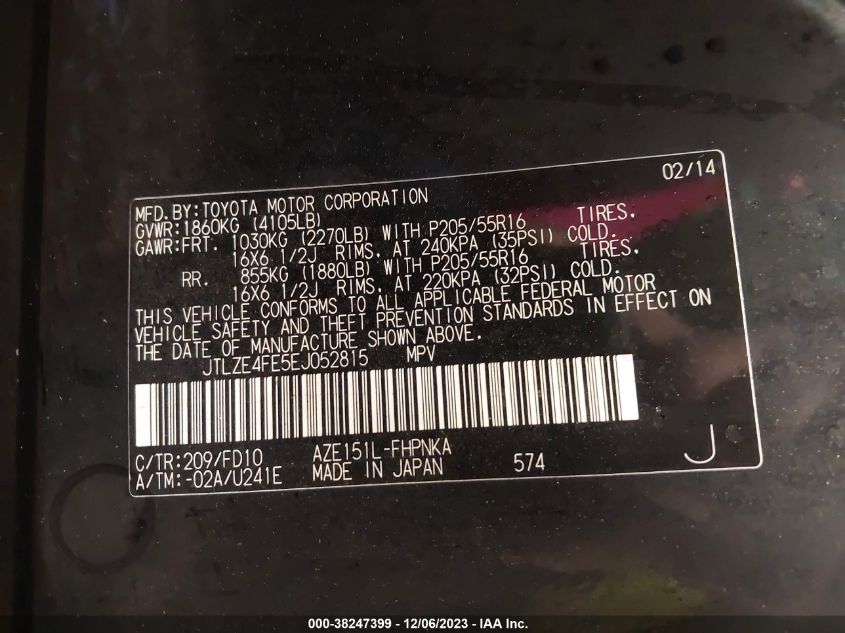 02/14
MFD.BY:TOYOTA MOTOR CORPORATION
GVWR:1860KG (4105LB)
GAWR:FRT. 1030KG (2270LB) WITH P205/55R16 TIRES,
16X6 1/2J RIMS, AT 240KPA (35PSI) COLD.
RR. 855KG (1880LB) WITH P205/55R16 TIRES,
16X6 1/2J RIMS, AT 220KPA (32PSI) COLD.
THIS VEHICLE CONFORMS TO ALL APPLICABLE FEDERAL MOTOR
VEHICLE SAFETY AND THEFT PREVENTION STANDARDS IN EFFECT ON
THE DATE OF MANUFACTURE SHOWN ABOVE.
JTLZE4FE5EJ052815 MPV
C/TR:209/FD10 AZE151L-FHPNKA
A/TM:-02A/U241E MADE IN JAPAN 574 J
000-38247399 - 12/06/2023 - IAA Inc.